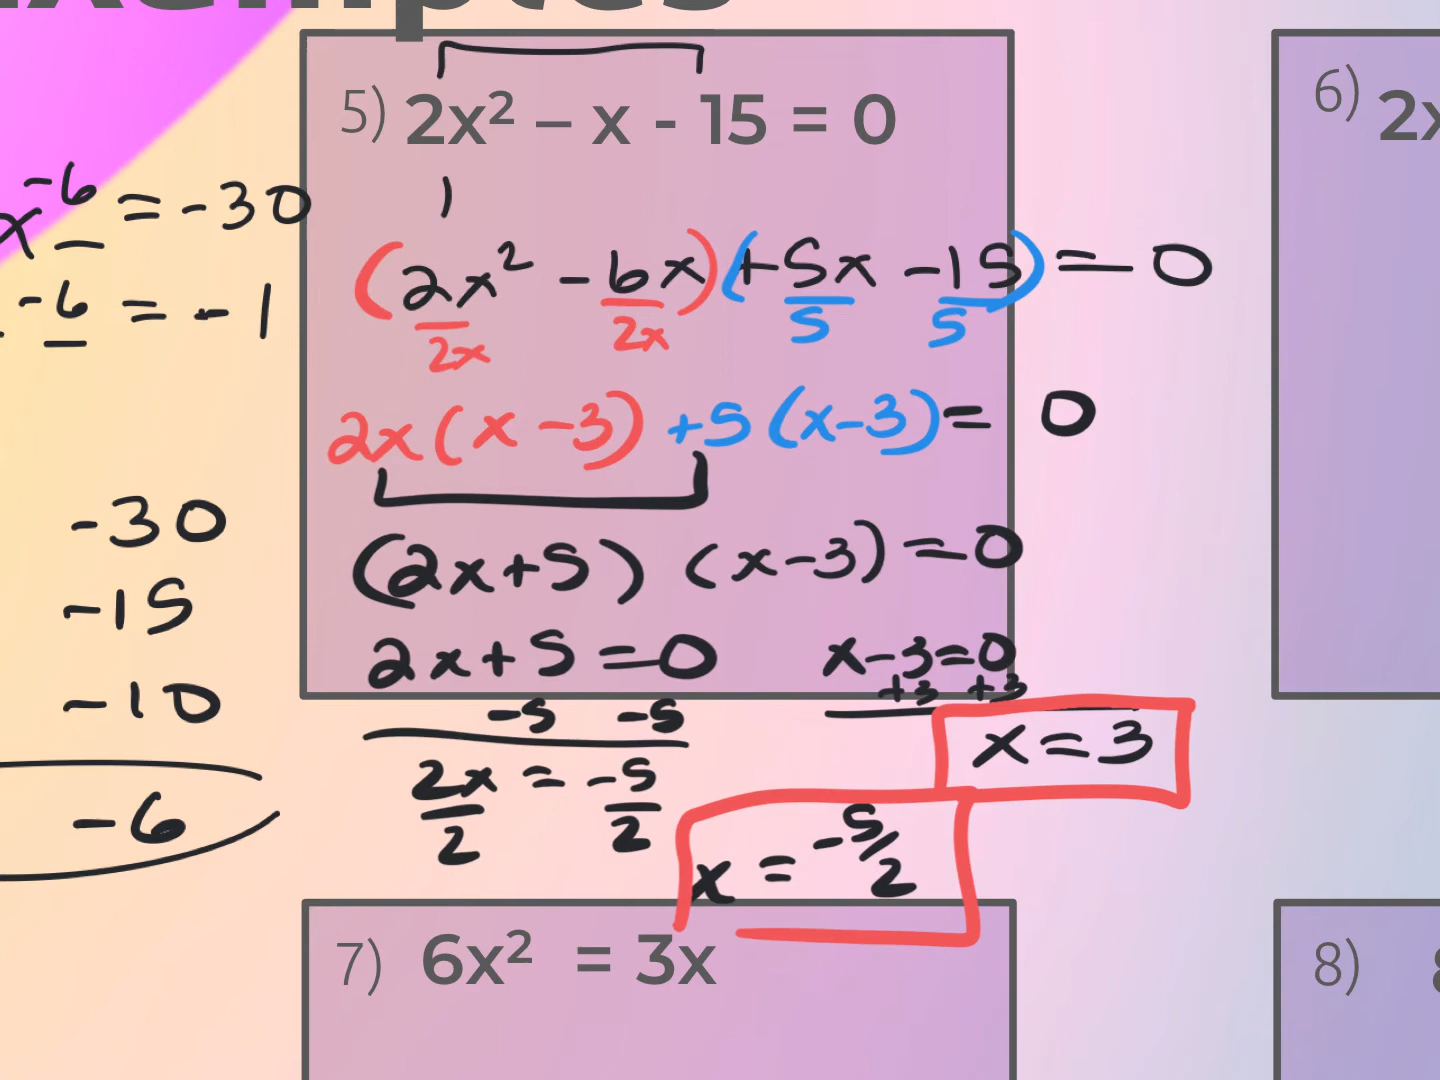 5) 2x² – x - 15 = 0
6) 2x
x -6 = -30
-6 = -1
(2x² - 6x)(+5x - 15) = 0
2x 2x 5 5
2x(x - 3) + 5(x - 3) = 0
-30
-15
-10
-6
(2x + 5)(x - 3) = 0
2x + 5 = 0 x - 3 = 0
-5 -5 +3 +3
2x = -5 x = 3
2 2
x = -5/2
7) 6x² = 3x
8)